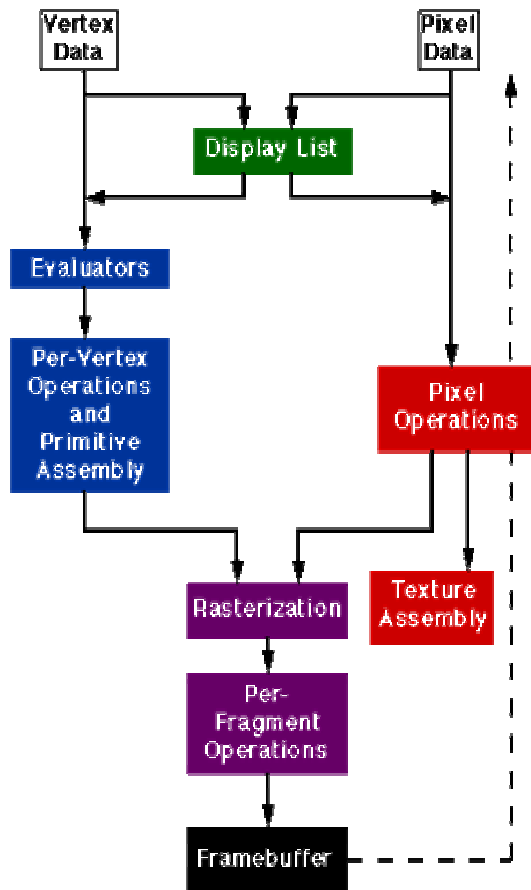 Vertex
Data
Pixel
Data
Display List
Evaluators
Per-Vertex
Operations
and
Primitive
Assembly
Pixel
Operations
Rasterization
Texture
Assembly
Per-
Fragment
Operations
Framebuffer